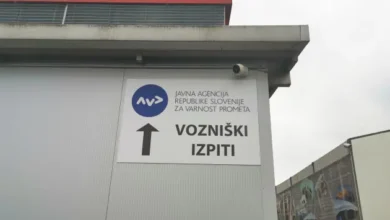 AVP
JAVNA AGENCIJA
REPUBLIKE SLOVENIJE
ZA VARNOST PROMETA
VOZNIŠKI
IZPITI